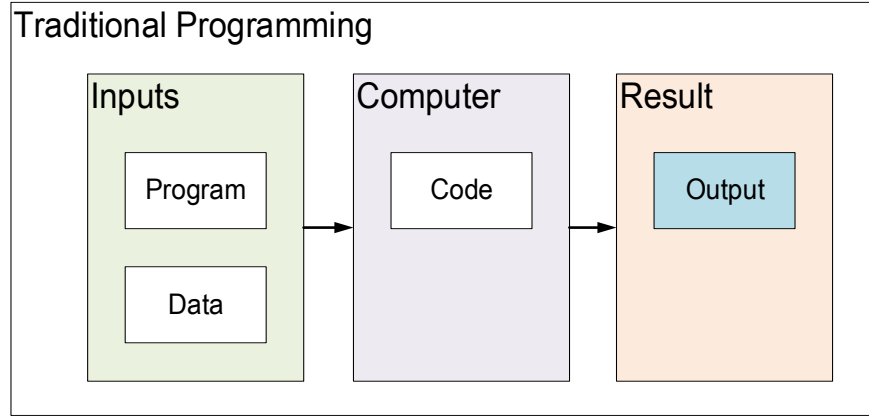 Traditional Programming
Inputs
Program
Data
Computer
Code
Result
Output